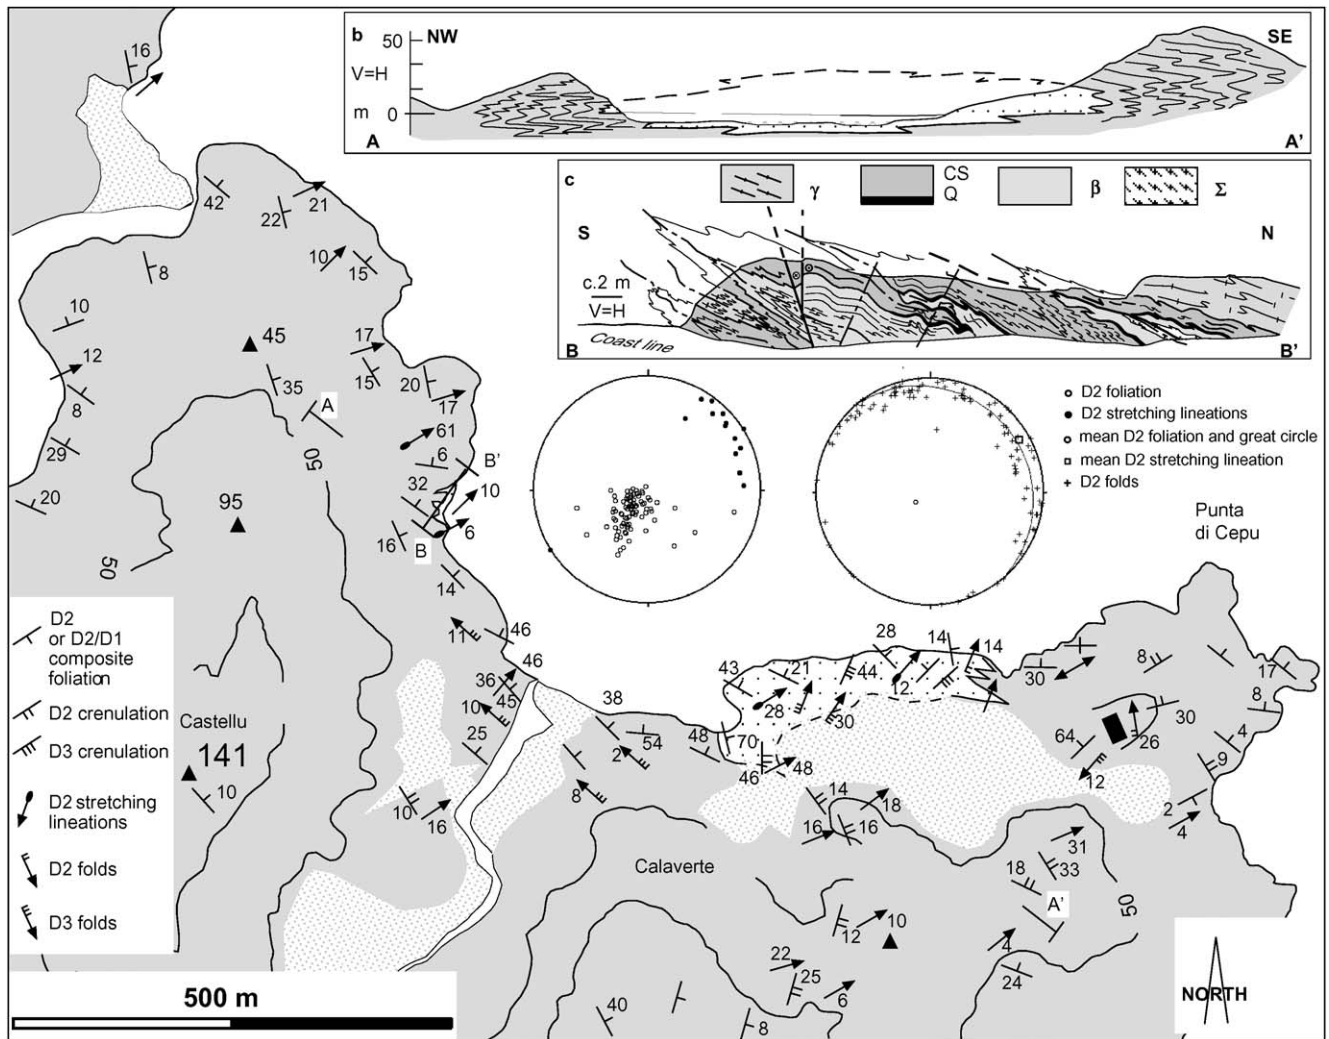 b
NW
SE
50
V=H
m
0
A
A'
c
γ
CS
Q
β
Σ
S
N
c.2 m
V=H
Coast line
B
B'
D2 foliation
D2 stretching lineations
mean D2 foliation and great circle
mean D2 stretching lineation
D2 folds
Punta
di Cepu
16
42
22
21
10
15
8
10
45
12
17
15
35
20
8
17
A
61
29
50
6
B'
20
32
10
95
16
B
6
50
14
11
46
46
36
45
10
38
25
2
54
48
8
10
16
43
21
28
14
14
44
12
28
30
70
46
48
30
8
17
8
30
64
26
4
12
9
2
4
14
18
16
16
31
18
33
A'
50
10
12
4
22
25
24
6
40
8
D2
or D2/D1
composite
foliation
D2 crenulation
D3 crenulation
D2 stretching
lineations
D2 folds
D3 folds
Castellu
141
10
Calaverte
500 m
NORTH